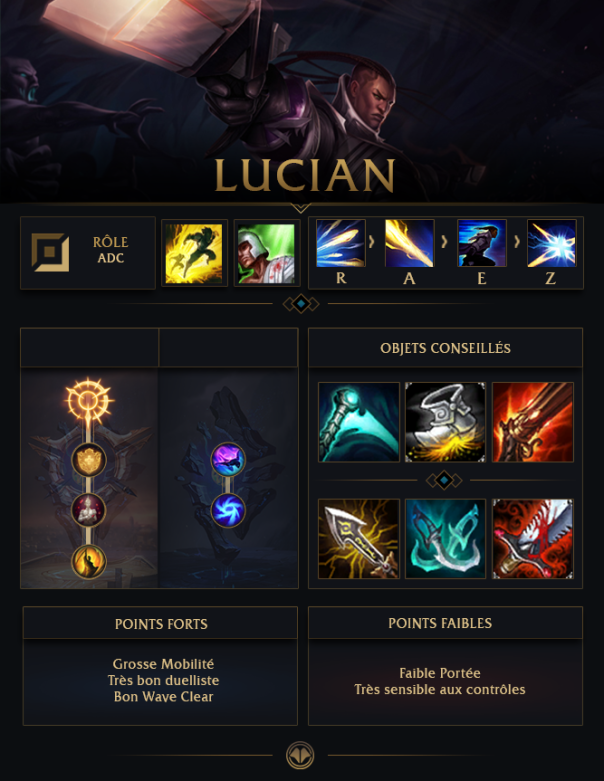 LUCIAN
RÔLE
ADC
R
A
E
Z
OBJETS CONSEILLÉS
POINTS FORTS
Grosse Mobilité
Très bon duelliste
Bon Wave Clear
POINTS FAIBLES
Faible Portée
Très sensible aux contrôles